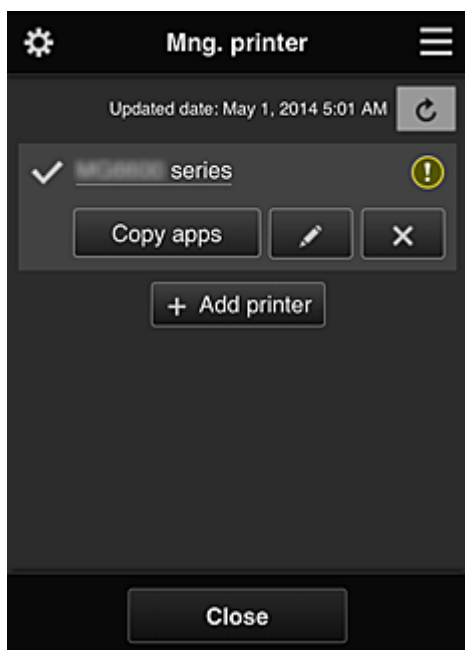 Mng. printer
Updated date: May 1, 2014 5:01 AM
series
Copy apps
+ Add printer
Close